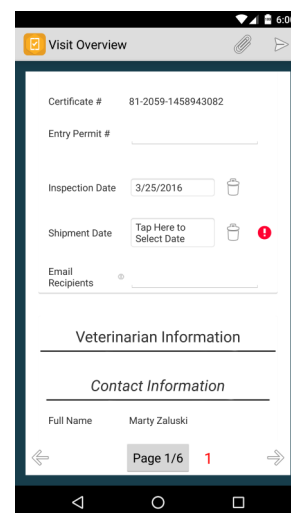 6:0
Visit Overview
Certificate # 81-2059-1458943082
Entry Permit #
Inspection Date 3/25/2016
Shipment Date Tap Here to
Select Date
Email
Recipients
Veterinarian Information
Contact Information
Full Name Marty Zaluski
Page 1/6 1